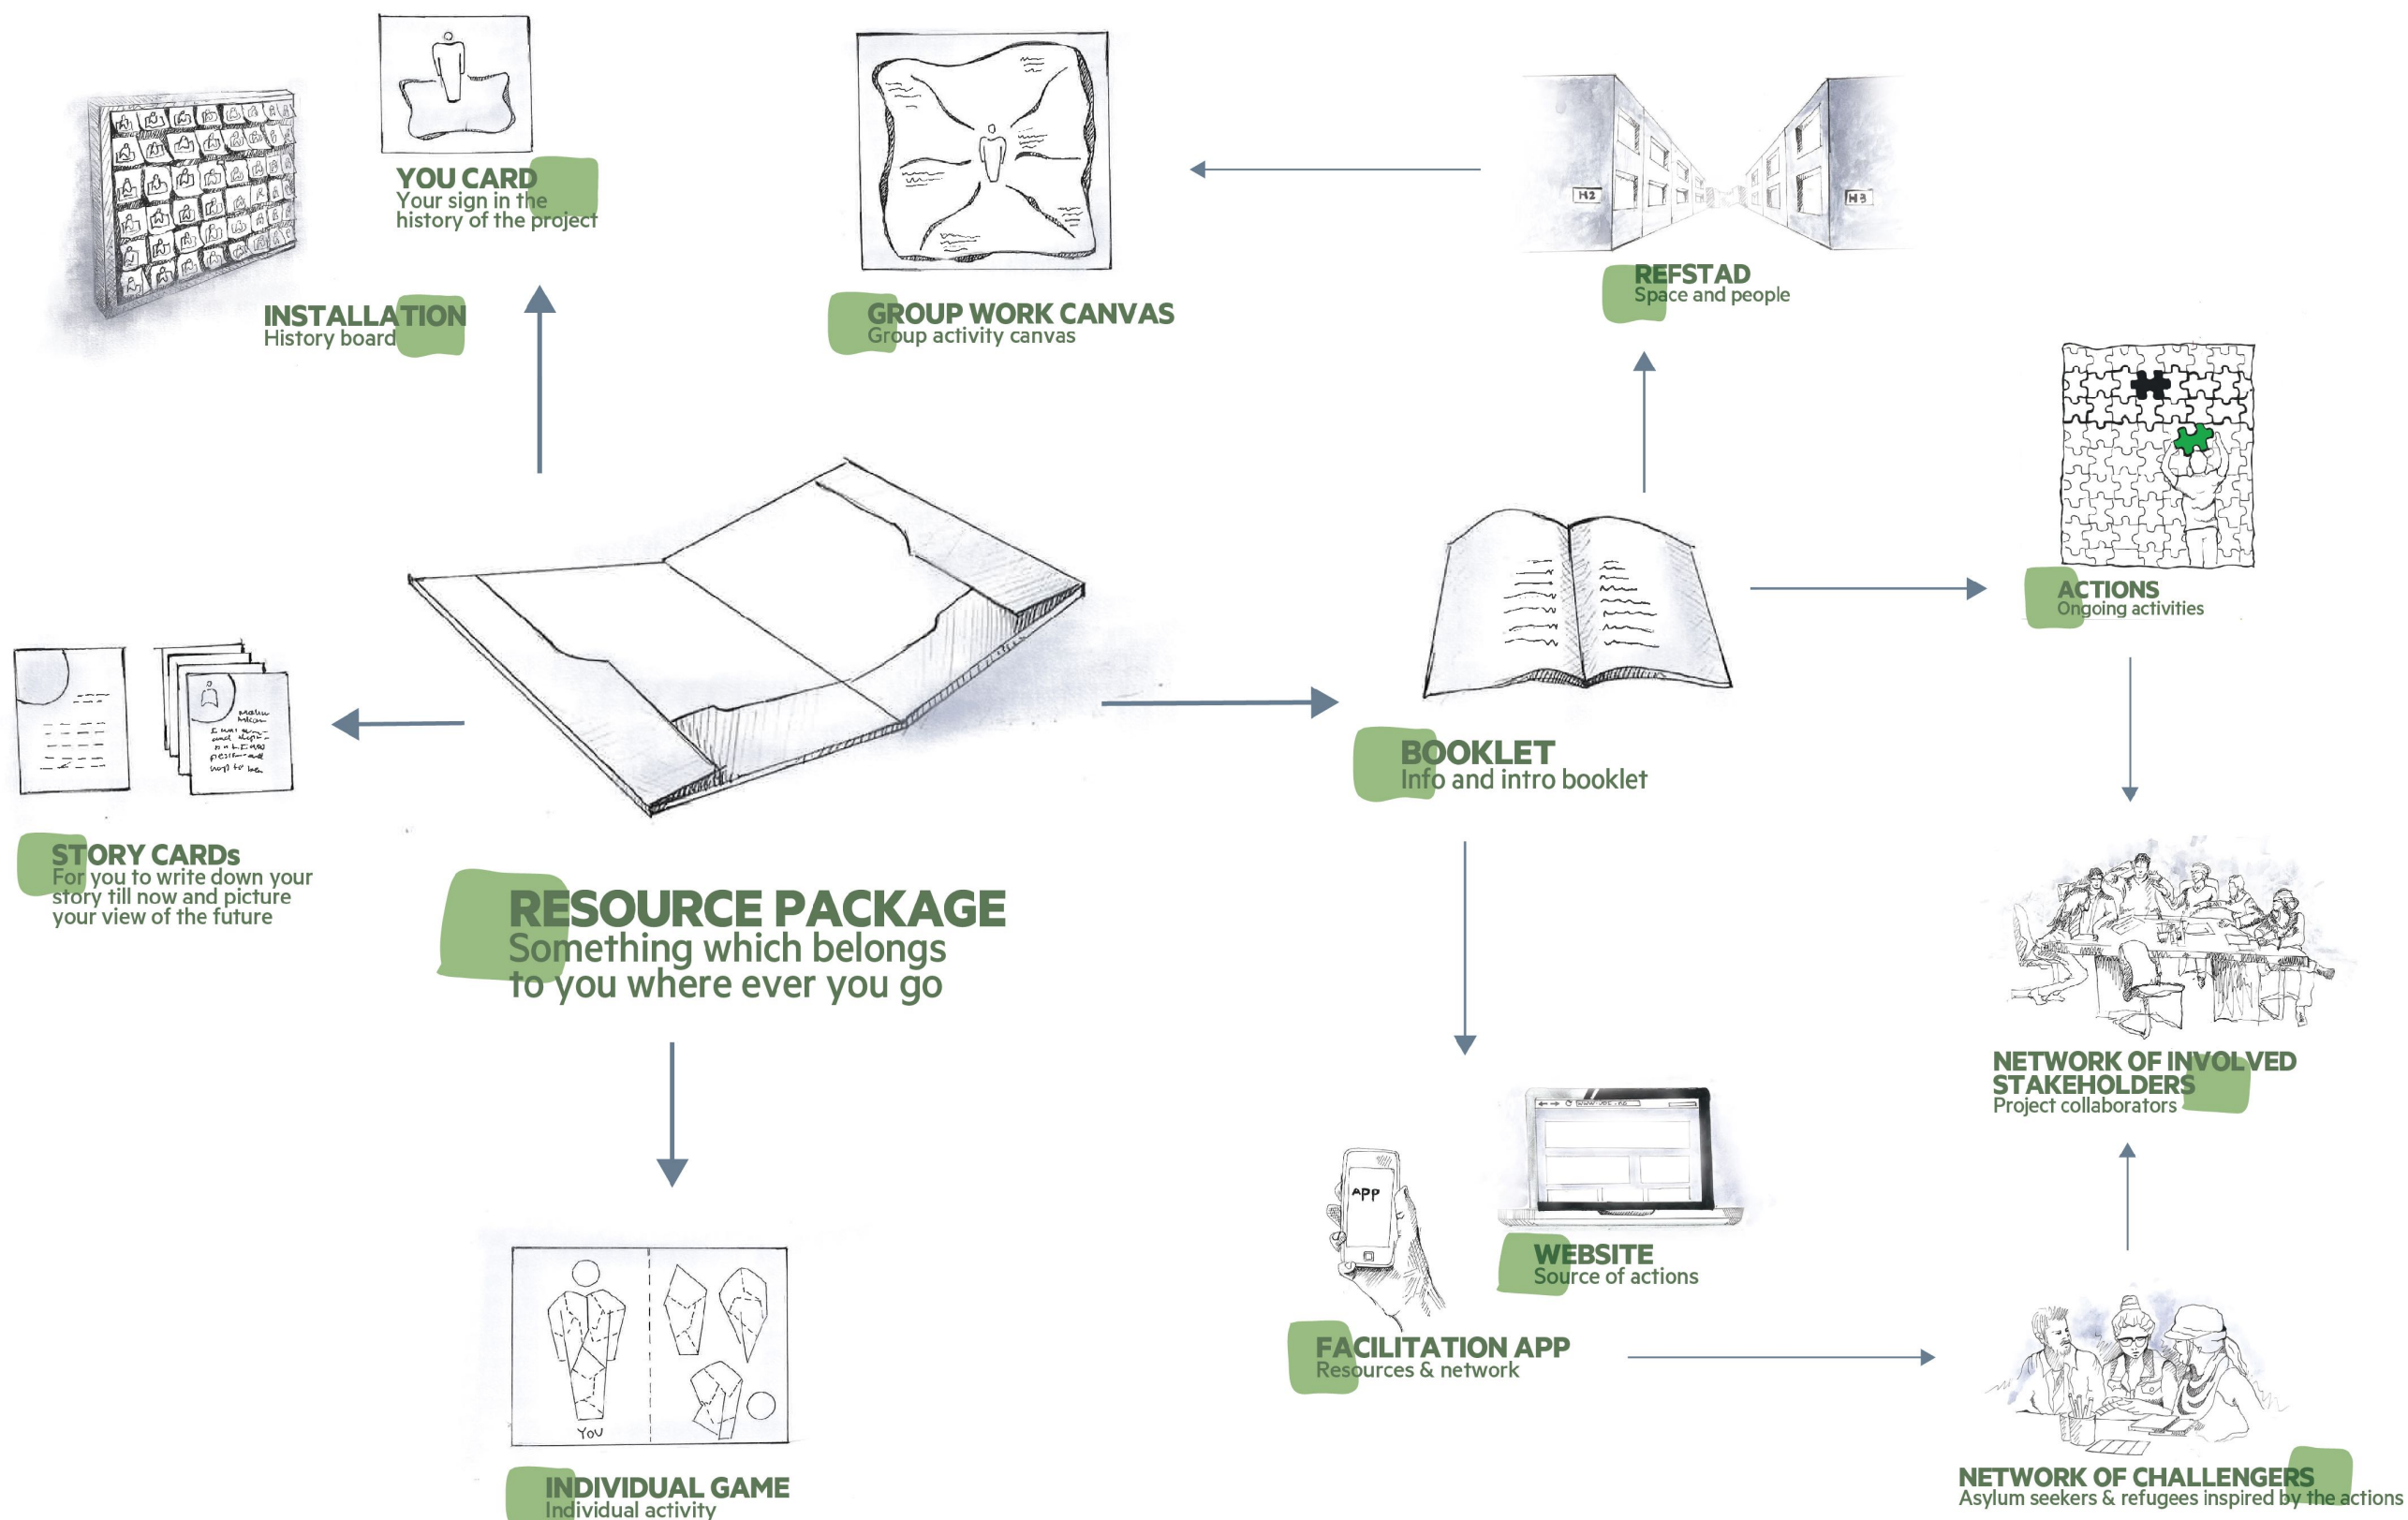 YOU CARD
Your sign in the
history of the project
INSTALLATION
History board
GROUP WORK CANVAS
Group activity canvas
H2
H3
REFSTAD
Space and people
ACTIONS
Ongoing activities
STORY CARDs
For you to write down your
story till now and picture
your view of the future
RESOURCE PACKAGE
Something which belongs
to you where ever you go
BOOKLET
Info and intro booklet
NETWORK OF INVOLVED
STAKEHOLDERS
Project collaborators
APP
WEBSITE
Source of actions
FACILITATION APP
Resources & network
YOU
INDIVIDUAL GAME
Individual activity
NETWORK OF CHALLENGERS
Asylum seekers & refugees inspired by the actions